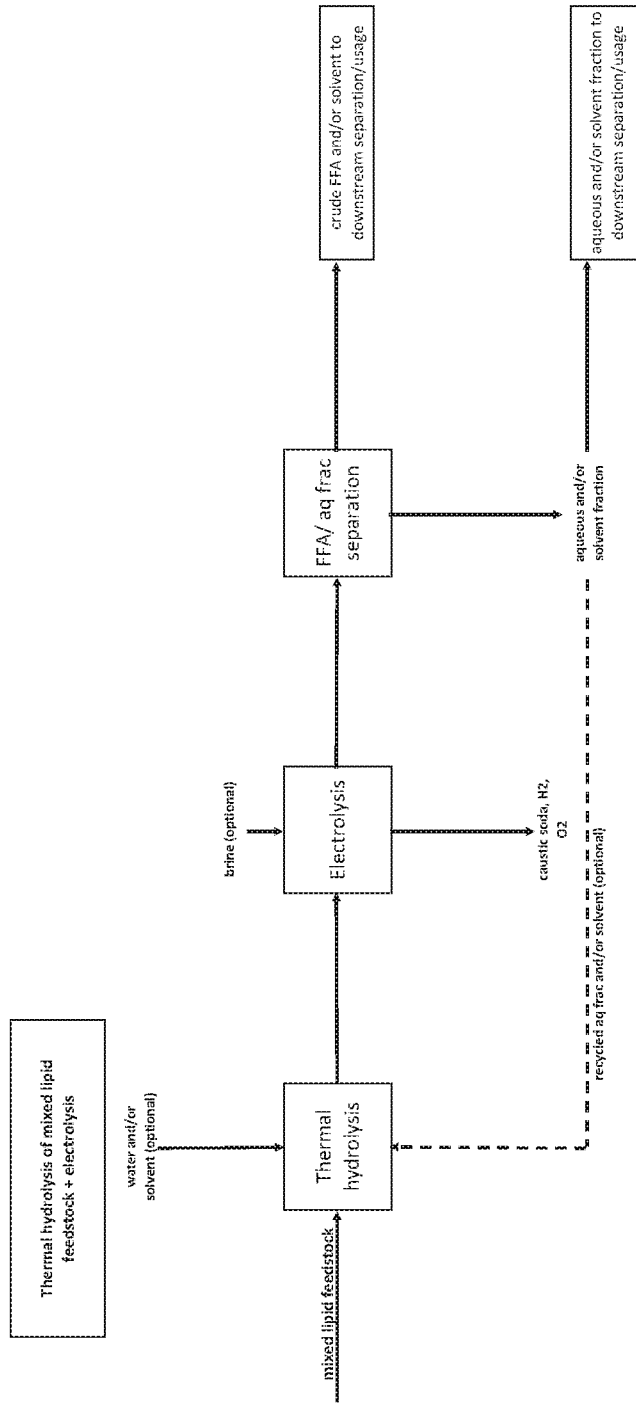 Thermal hydrolysis of mixed lipid
feedstock + electrolysis
water and/or
solvent (optional)
brine (optional)
mixed lipid feedstock
Thermal
hydrolysis
Electrolysis
FFA/ aq frac
separation
crude FFA and/or solvent to
downstream separation/usage
caustic soda, H2,
O2
aqueous and/or
solvent fraction
recycled aq frac and/or solvent (optional)
aqueous and/or solvent fraction to
downstream separation/usage